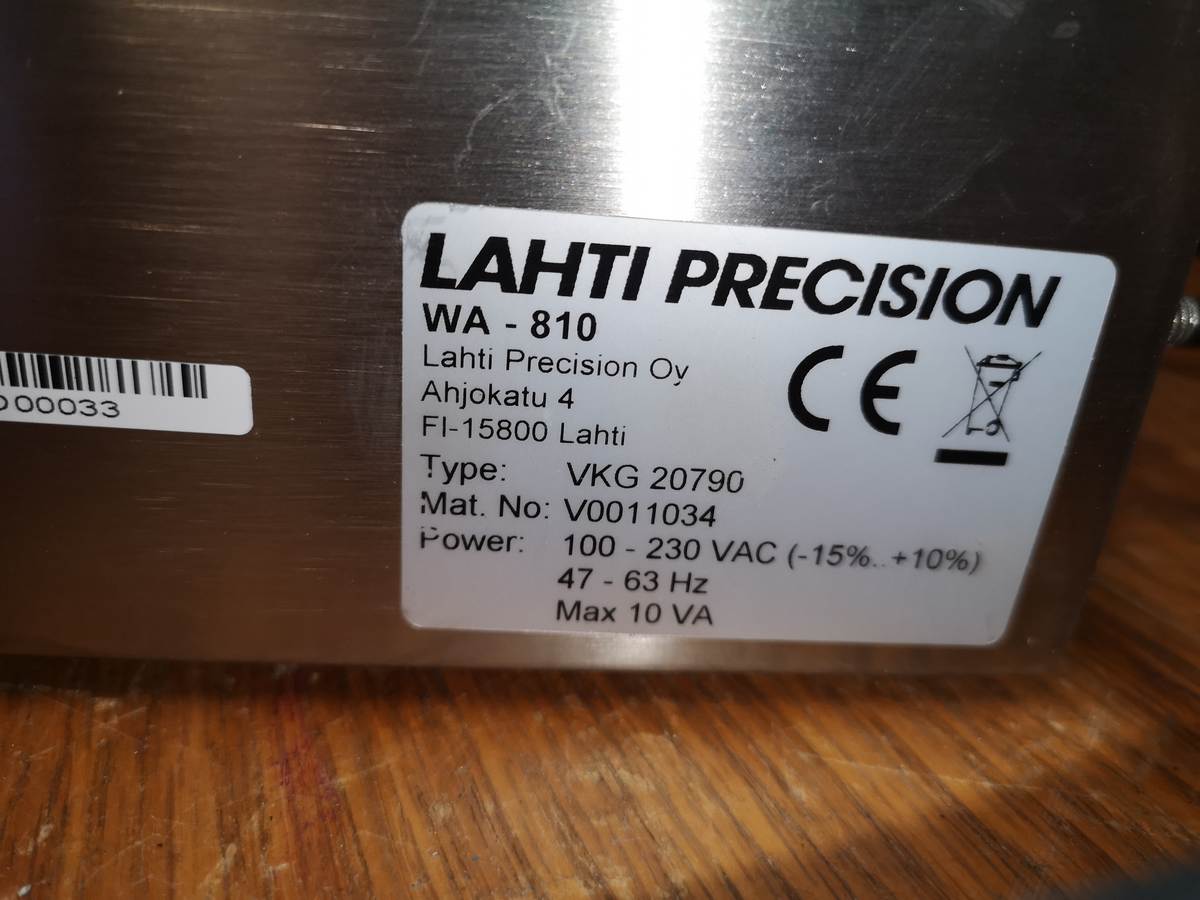 LAHTI PRECISION
WA - 810
Lahti Precision Oy
Ahjokatu 4
FI-15800 Lahti
CE
Type: VKG 20790
Mat. No: V0011034
Power: 100 - 230 VAC (-15%..+10%)
47 - 63 Hz
Max 10 VA
00033